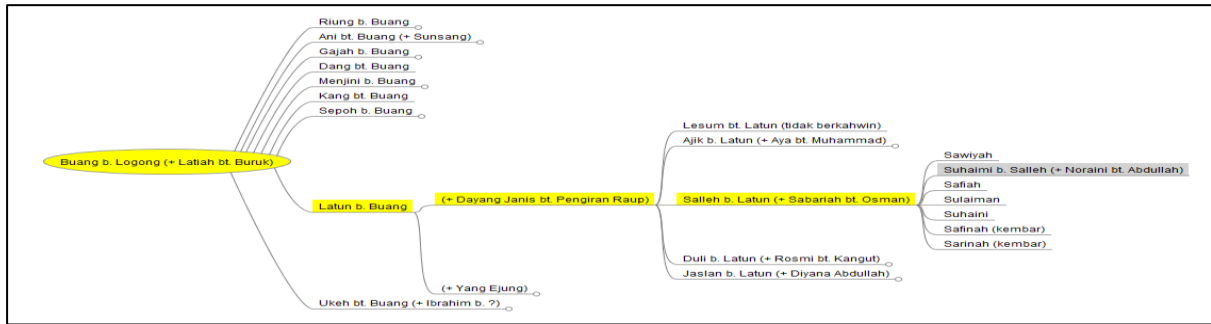 Riung b. Buang
Ani bt. Buang (+ Sunsang)
Gajah b. Buang
Dang bt. Buang
Menjini b. Buang
Kang bt. Buang
Sepoh b. Buang
Buang b. Logong (+ Latiah bt. Buruk)
Latun b. Buang
(+ Dayang Janis bt. Pengiran Raup)
Lesum bt. Latun (tidak berkahwin)
Ajik b. Latun (+ Aya bt. Muhammad)
Salleh b. Latun (+ Sabariah bt. Osman)
Sawiyah
Suhaimi b. Salleh (+ Noraini bt. Abdullah)
Safiah
Sulaiman
Suhaini
Safinah (kembar)
Sarinah (kembar)
Duli b. Latun (+ Rosmi bt. Kangut)
Jaslan b. Latun (+ Diyana Abdullah)
(+ Yang Ejung)
Ukeh bt. Buang (+ Ibrahim b. ?)